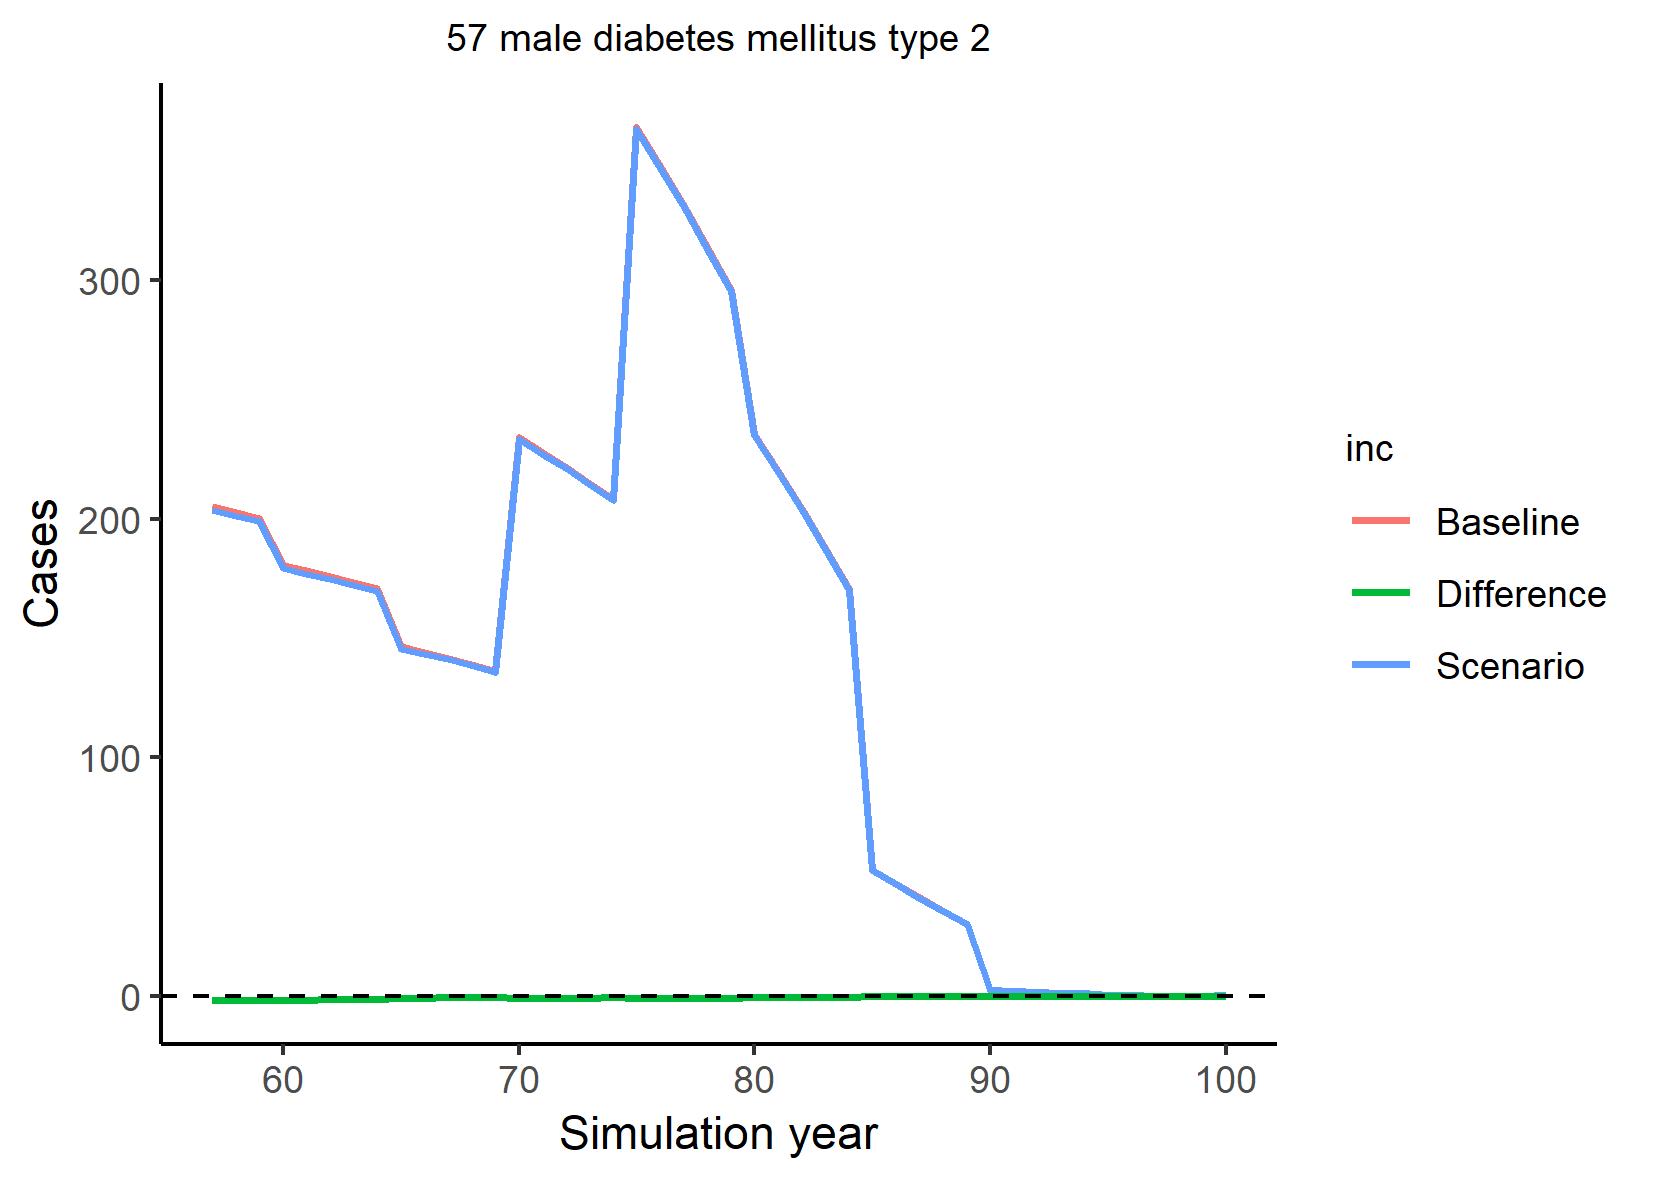 57 male diabetes mellitus type 2
Cases
300
200
100
0
60 70 80 90 100
Simulation year
inc
Baseline
Difference
Scenario